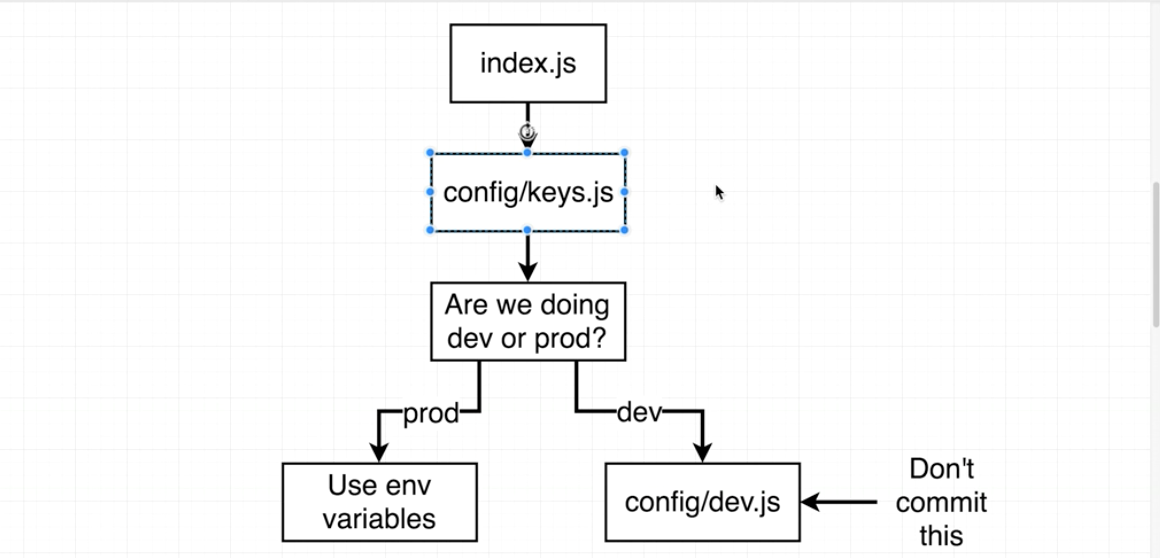 index.js
config/keys.js
Are we doing
dev or prod?
prod
dev
Use env
variables
config/dev.js
Don't
commit
this